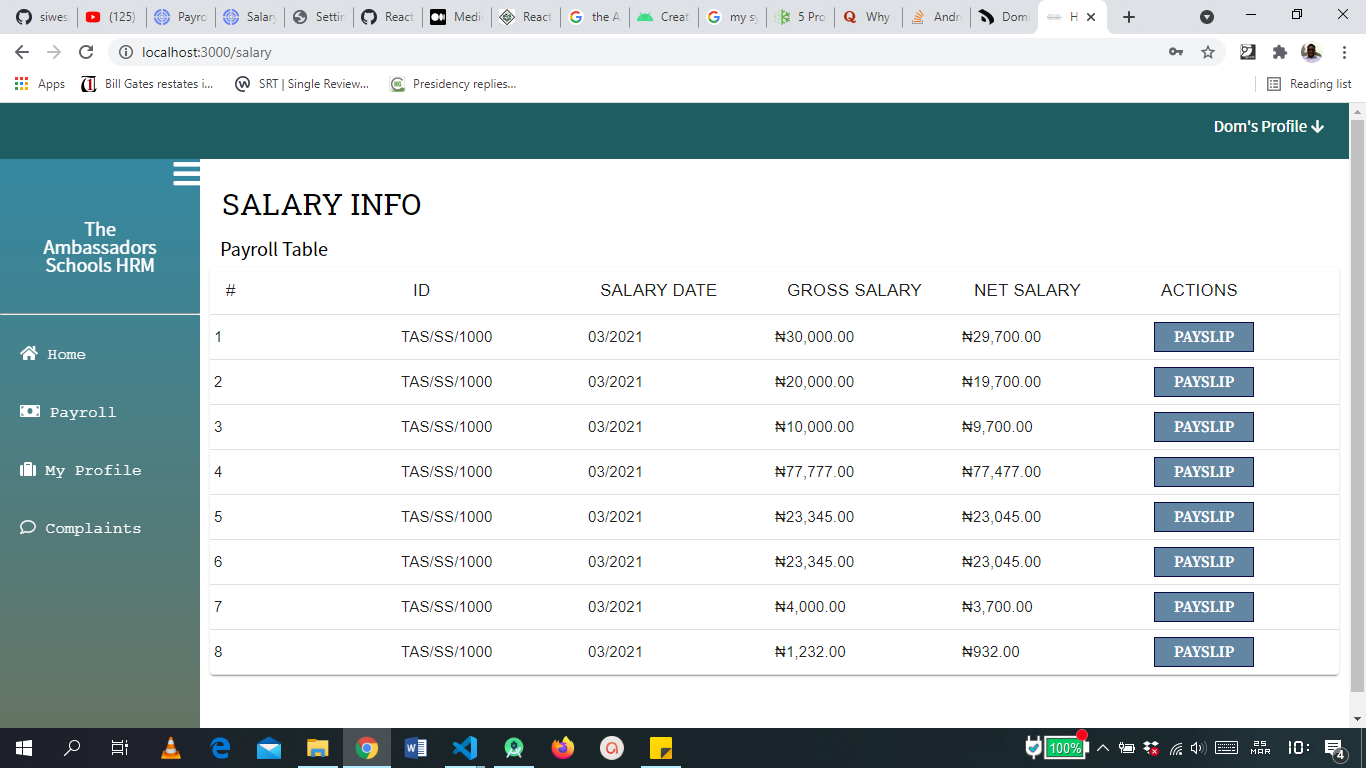 siwes
(125)
Payro
Salary
Settin
React
Medi
React
the A
Creat
my sy
5 Pro
Why
Andr
Dom
H
localhost:3000/salary
Apps
Bill Gates restates i...
SRT | Single Review...
Presidency replies...
Reading list
Dom's Profile
The
Ambassadors
Schools HRM
Home
Payroll
My Profile
Complaints
SALARY INFO
Payroll Table
# ID SALARY DATE GROSS SALARY NET SALARY ACTIONS
1 TAS/SS/1000 03/2021 ₦30,000.00 ₦29,700.00 PAYSLIP
2 TAS/SS/1000 03/2021 ₦20,000.00 ₦19,700.00 PAYSLIP
3 TAS/SS/1000 03/2021 ₦10,000.00 ₦9,700.00 PAYSLIP
4 TAS/SS/1000 03/2021 ₦77,777.00 ₦77,477.00 PAYSLIP
5 TAS/SS/1000 03/2021 ₦23,345.00 ₦23,045.00 PAYSLIP
6 TAS/SS/1000 03/2021 ₦23,345.00 ₦23,045.00 PAYSLIP
7 TAS/SS/1000 03/2021 ₦4,000.00 ₦3,700.00 PAYSLIP
8 TAS/SS/1000 03/2021 ₦1,232.00 ₦932.00 PAYSLIP
100%
25
MAR
10:
4